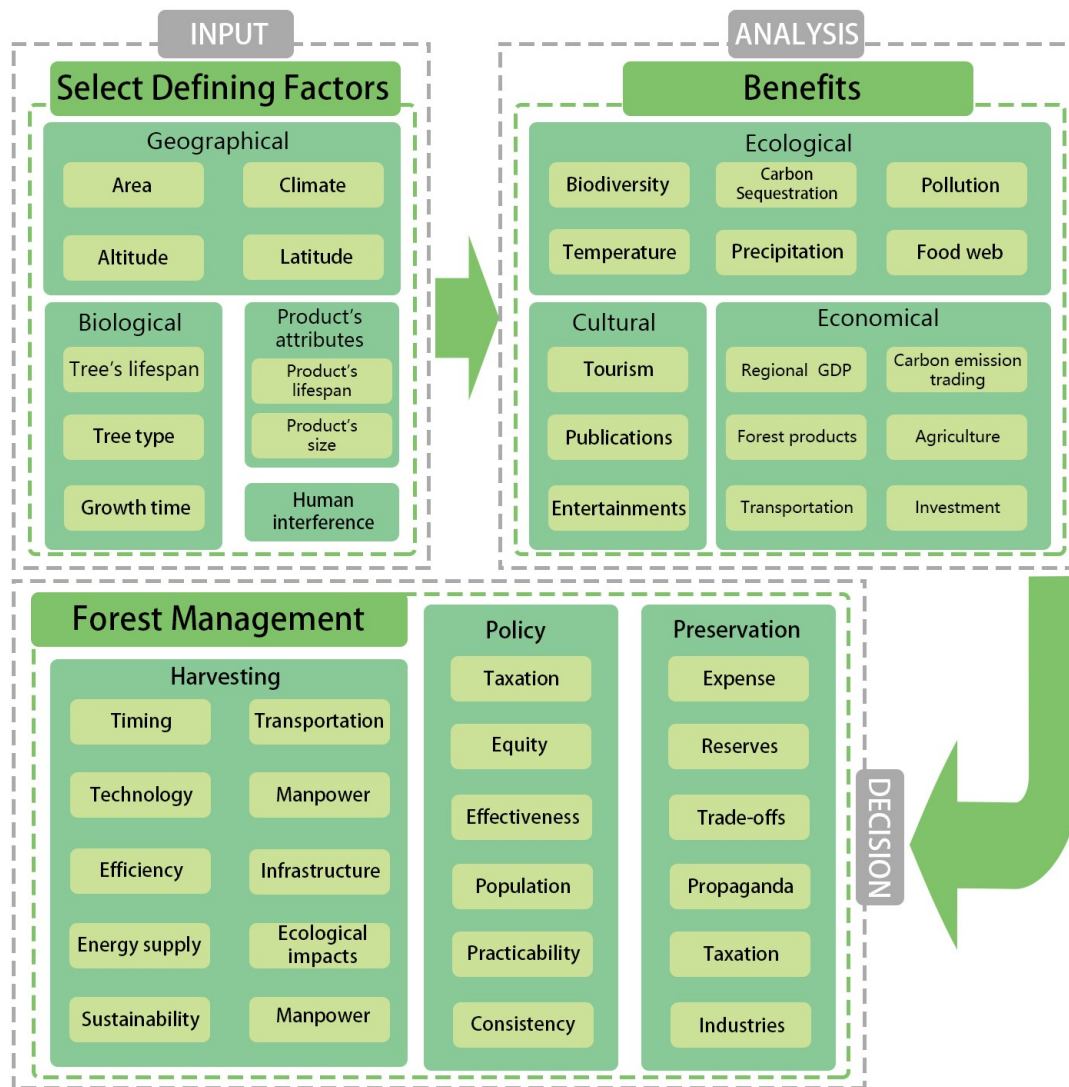 INPUT
Select Defining Factors
Geographical
Area
Climate
Altitude
Latitude
Biological
Tree's lifespan
Tree type
Growth time
Product's
attributes
Product's
lifespan
Product's
size
Human
interference
ANALYSIS
Benefits
Ecological
Biodiversity
Carbon
Sequestration
Pollution
Temperature
Precipitation
Food web
Cultural
Tourism
Publications
Entertainments
Economical
Regional GDP
Carbon emission
trading
Forest products
Agriculture
Transportation
Investment
DECISION
Forest Management
Harvesting
Timing
Transportation
Technology
Manpower
Efficiency
Infrastructure
Energy supply
Ecological
impacts
Sustainability
Manpower
Policy
Taxation
Equity
Effectiveness
Population
Practicability
Consistency
Preservation
Expense
Reserves
Trade-offs
Propaganda
Taxation
Industries